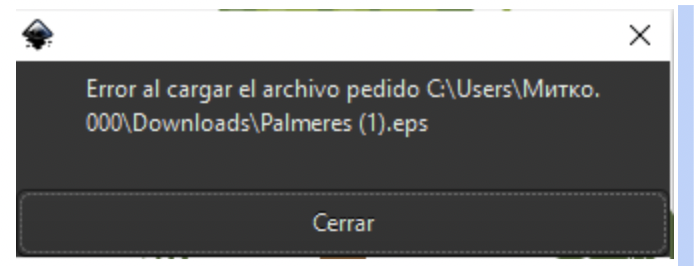 Error al cargar el archivo pedido C:\Users\Митко.
000\Downloads\Palmeres (1).eps
Cerrar